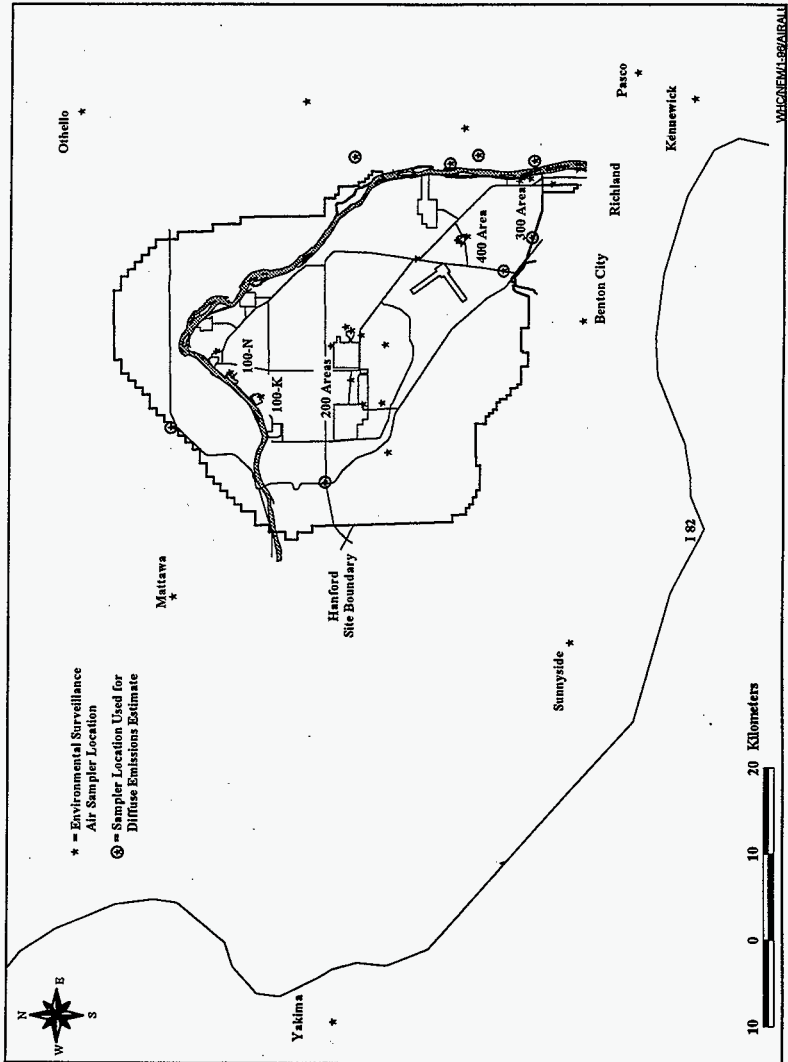 N
W E
S
Yakima
Mattawa
Othello
* = Environmental Surveillance
Air Sampler Location
⊛ = Sampler Location Used for
Diffuse Emissions Estimate
Hanford
Site Boundary
100-N
100-K
200 Areas
400 Area
300 Area
Richland
Pasco
Kennewick
Benton City
Sunnyside
I 82
10 0 10 20 Kilometers
WHC/NFM/1-96/AIRALL